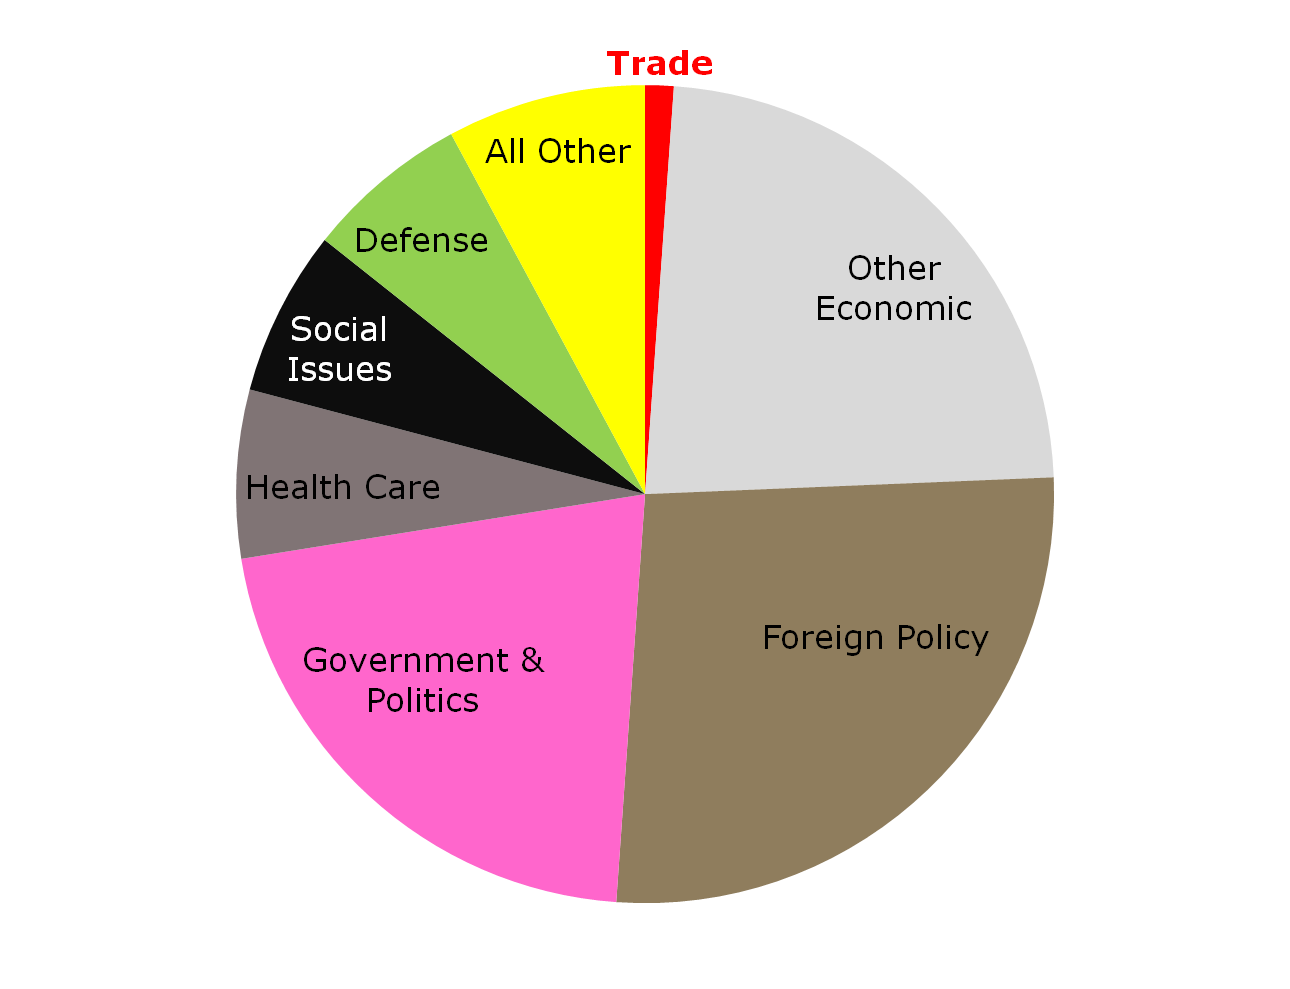 Trade
All Other
Defense
Other
Economic
Social
Issues
Health Care
Foreign Policy
Government &
Politics